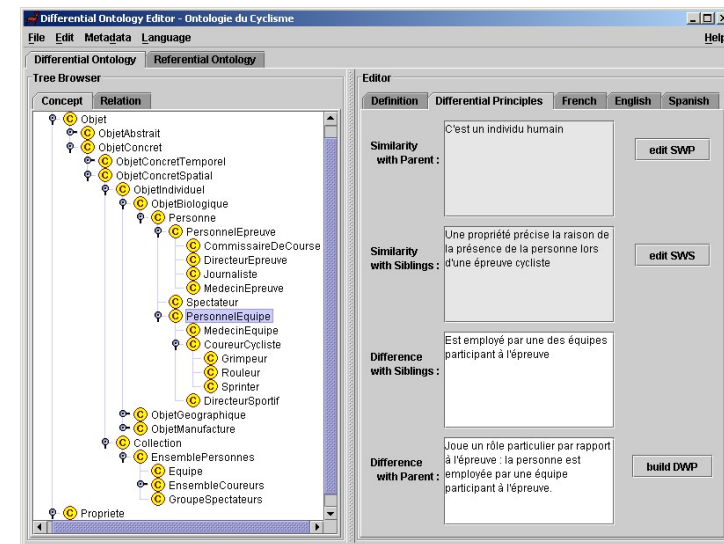 Differential Ontology Editor - Ontologie du Cyclisme
File Edit Metadata Language Help
Differential Ontology Referential Ontology
Tree Browser
Concept Relation
C Objet
C ObjetAbstrait
C ObjetConcret
C ObjetConcretTemporel
C ObjetConcretSpatial
C ObjetIndividuel
C ObjetBiologique
C Personne
C PersonnelEpreuve
C CommissaireDeCourse
C DirecteurEpreuve
C Journaliste
C MedecinEpreuve
C Spectateur
C PersonnelEquipe
C MedecinEquipe
C CoureurCycliste
C Grimpeur
C Rouleur
C Sprinter
C DirecteurSportif
C ObjetGeographique
C ObjetManufacture
C Collection
C EnsemblePersonnes
C Equipe
C EnsembleCoureurs
C GroupeSpectateurs
C Propriete
Editor
Definition Differential Principles French English Spanish
Similarity
with Parent :
C'est un individu humain
edit SWP
Similarity
with Siblings :
Une propriété précise la raison de
la présence de la personne lors
d'une épreuve cycliste
edit SWS
Difference
with Siblings :
Est employé par une des équipes
participant à l'épreuve
Difference
with Parent :
Joue un rôle particulier par rapport
à l'épreuve : la personne est
employée par une équipe
participant à l'épreuve.
build DWP